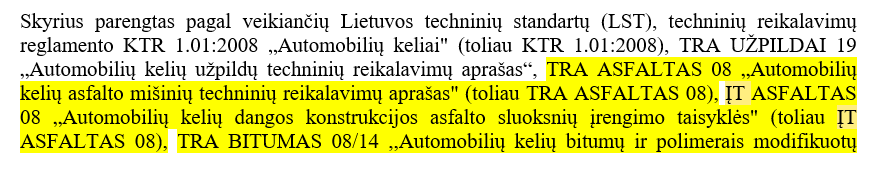 Skyrius parengtas pagal veikiančių Lietuvos techninių standartų (LST), techninių reikalavimų
reglamento KTR 1.01:2008 „Automobilių keliai" (toliau KTR 1.01:2008), TRA UŽPILDAI 19
„Automobilių kelių užpildų techninių reikalavimų aprašas“, TRA ASFALTAS 08 „Automobilių
kelių asfalto mišinių techninių reikalavimų aprašas" (toliau TRA ASFALTAS 08), ĮT ASFALTAS
08 „Automobilių kelių dangos konstrukcijos asfalto sluoksnių įrengimo taisyklės" (toliau ĮT
ASFALTAS 08), TRA BITUMAS 08/14 ,,Automobilių kelių bitumų ir polimerais modifikuotų